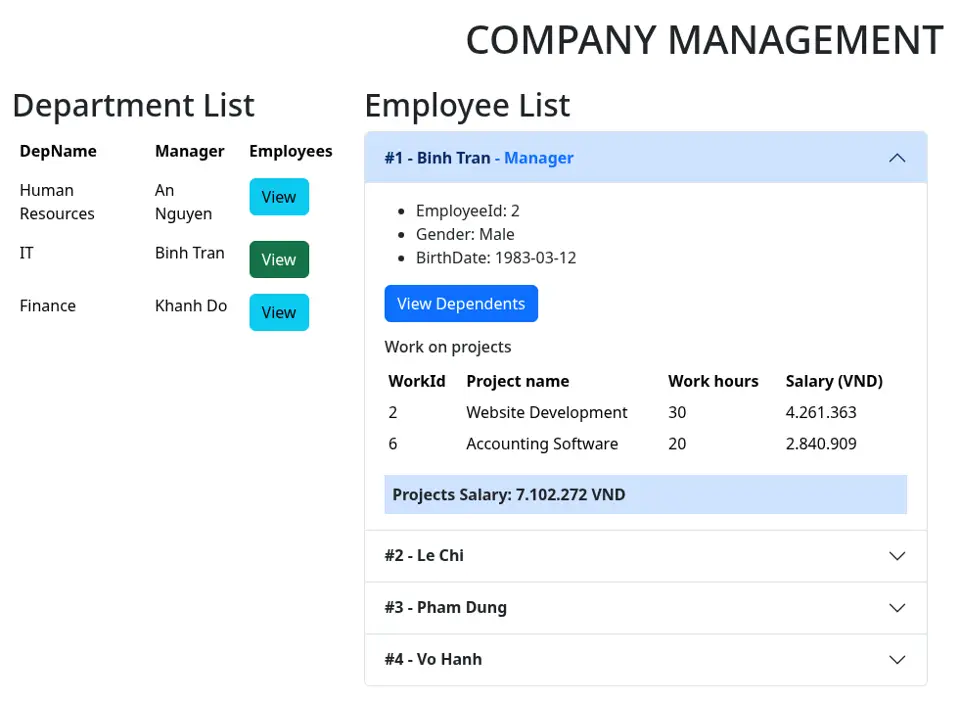 COMPANY MANAGEMENT
Department List
DepName Manager Employees
Human Resources An Nguyen View
IT Binh Tran View
Finance Khanh Do View
Employee List
#1 - Binh Tran - Manager
EmployeeId: 2
Gender: Male
BirthDate: 1983-03-12
View Dependents
Work on projects
WorkId Project name Work hours Salary (VND)
2 Website Development 30 4.261.363
6 Accounting Software 20 2.840.909
Projects Salary: 7.102.272 VND
#2 - Le Chi
#3 - Pham Dung
#4 - Vo Hanh